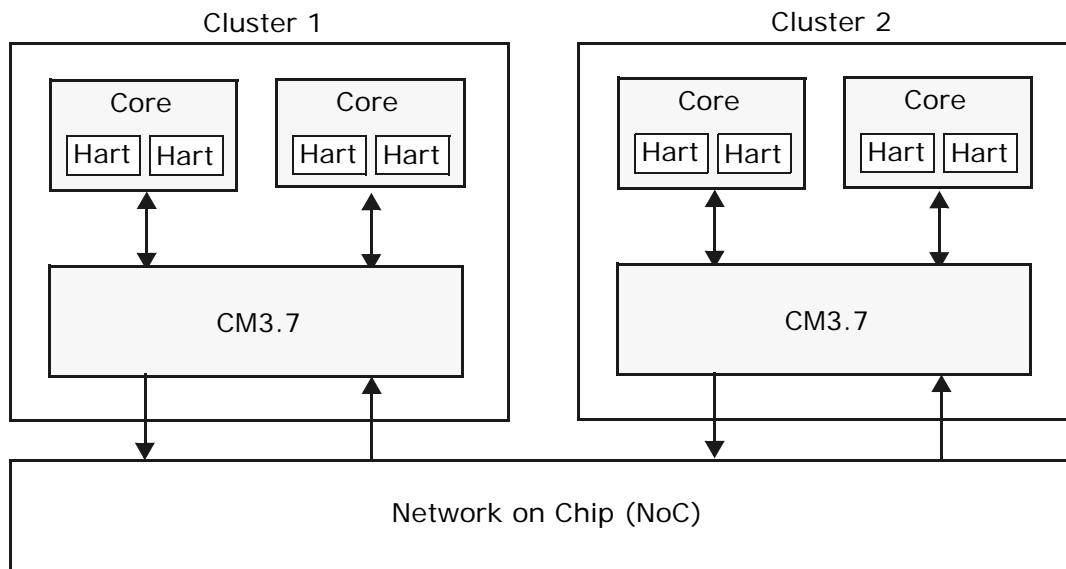 Cluster 1
Cluster 2
Core
Core
Core
Core
Hart Hart
Hart Hart
Hart Hart
Hart Hart
CM3.7
CM3.7
Network on Chip (NoC)